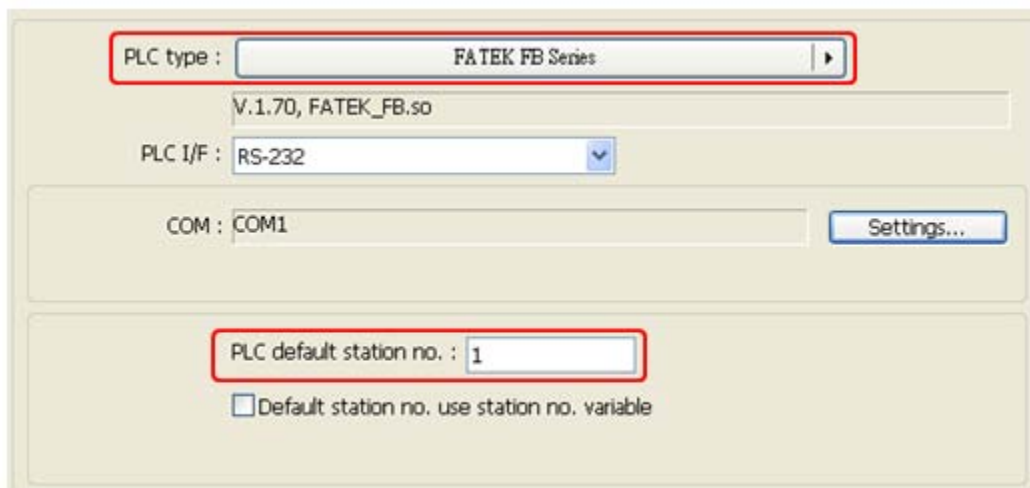 PLC type : FATEK FB Series
V.1.70, FATEK_FB.so
PLC I/F : RS-232
COM : COM1 Settings...
PLC default station no. : 1
Default station no. use station no. variable